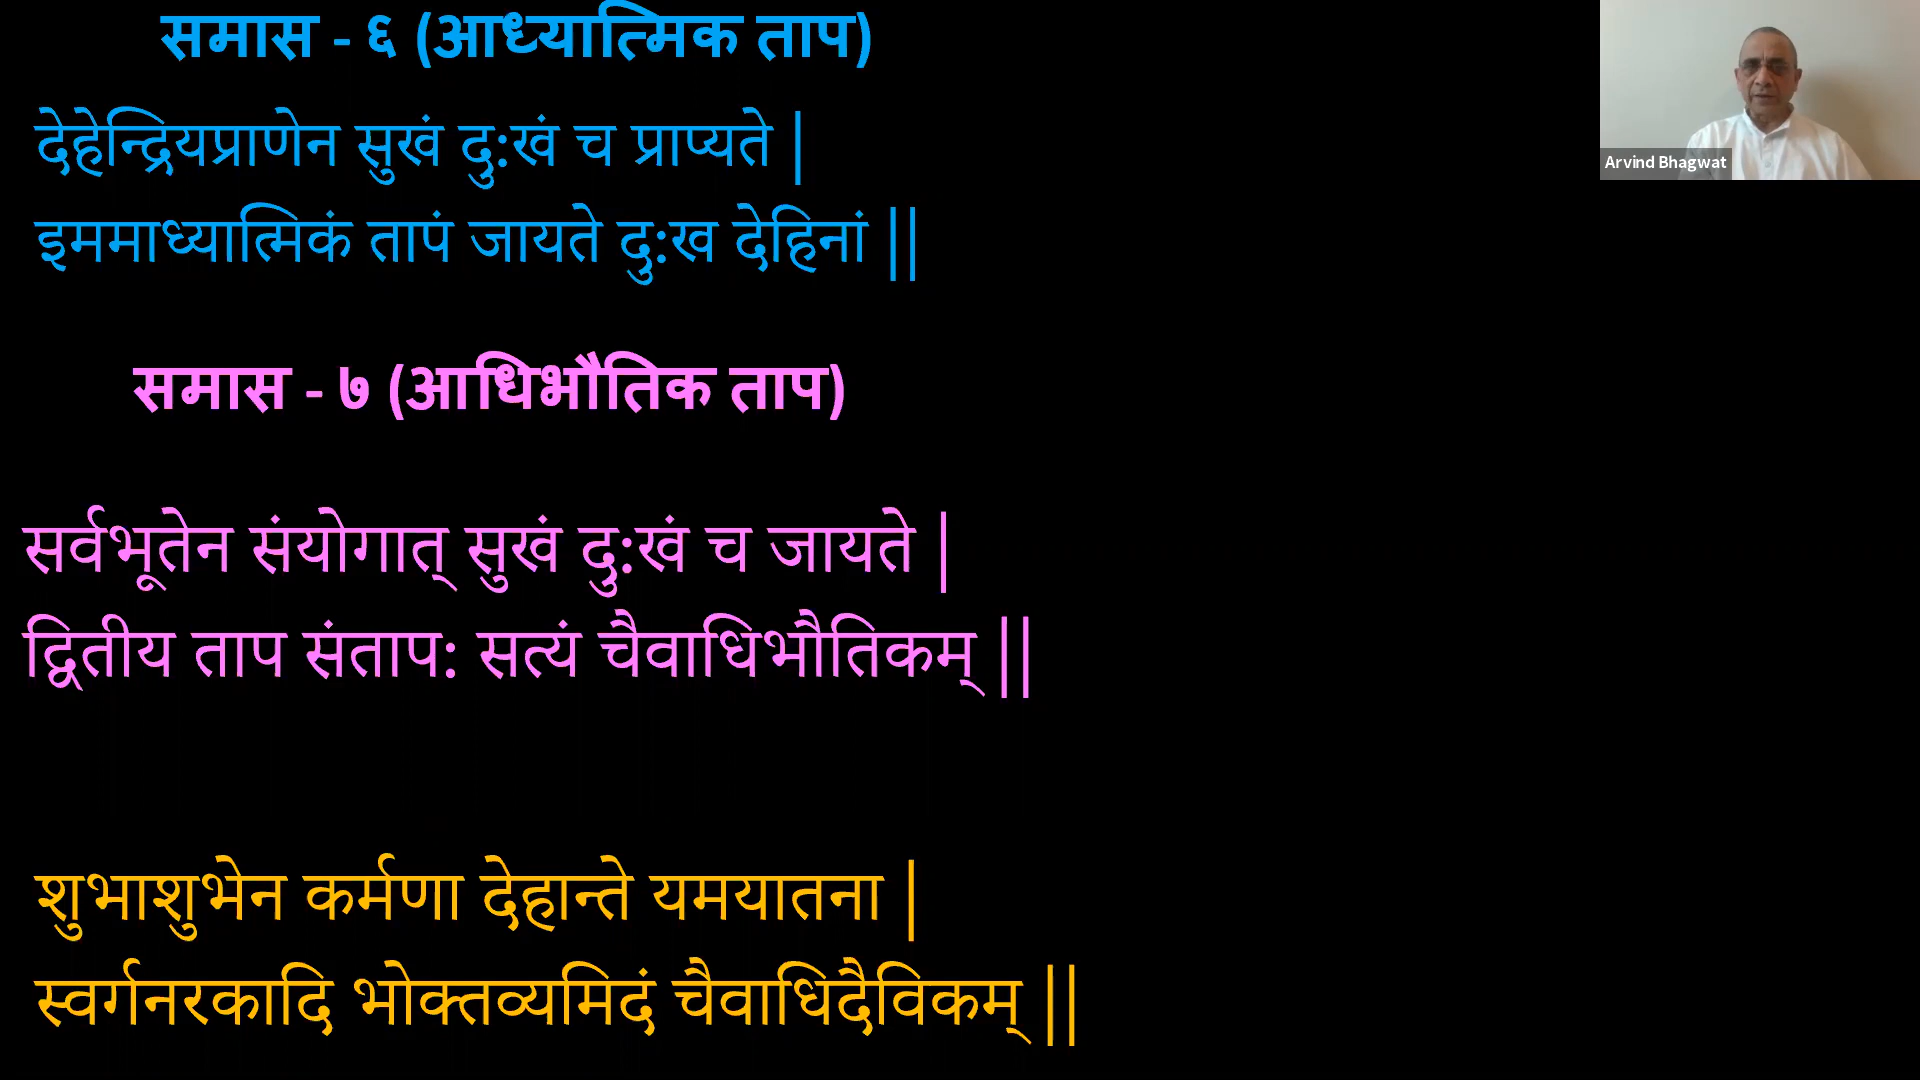 समास - ६ (आध्यात्मिक ताप)
देहेन्द्रियप्राणेन सुखं दु:खं च प्राप्यते |
इममाध्यात्मिकं तापं जायते दु:ख देहिनां ||
समास - ७ (आधिभौतिक ताप)
सर्वभूतेन संयोगात् सुखं दु:खं च जायते |
द्वितीय ताप संताप: सत्यं चैवाधिभौतिकम् ||
शुभाशुभेन कर्मणा देहान्ते यमयातना |
स्वर्गनरकादि भोक्तव्यमिदं चैवाधिदैविकम् ||
Arvind Bhagwat